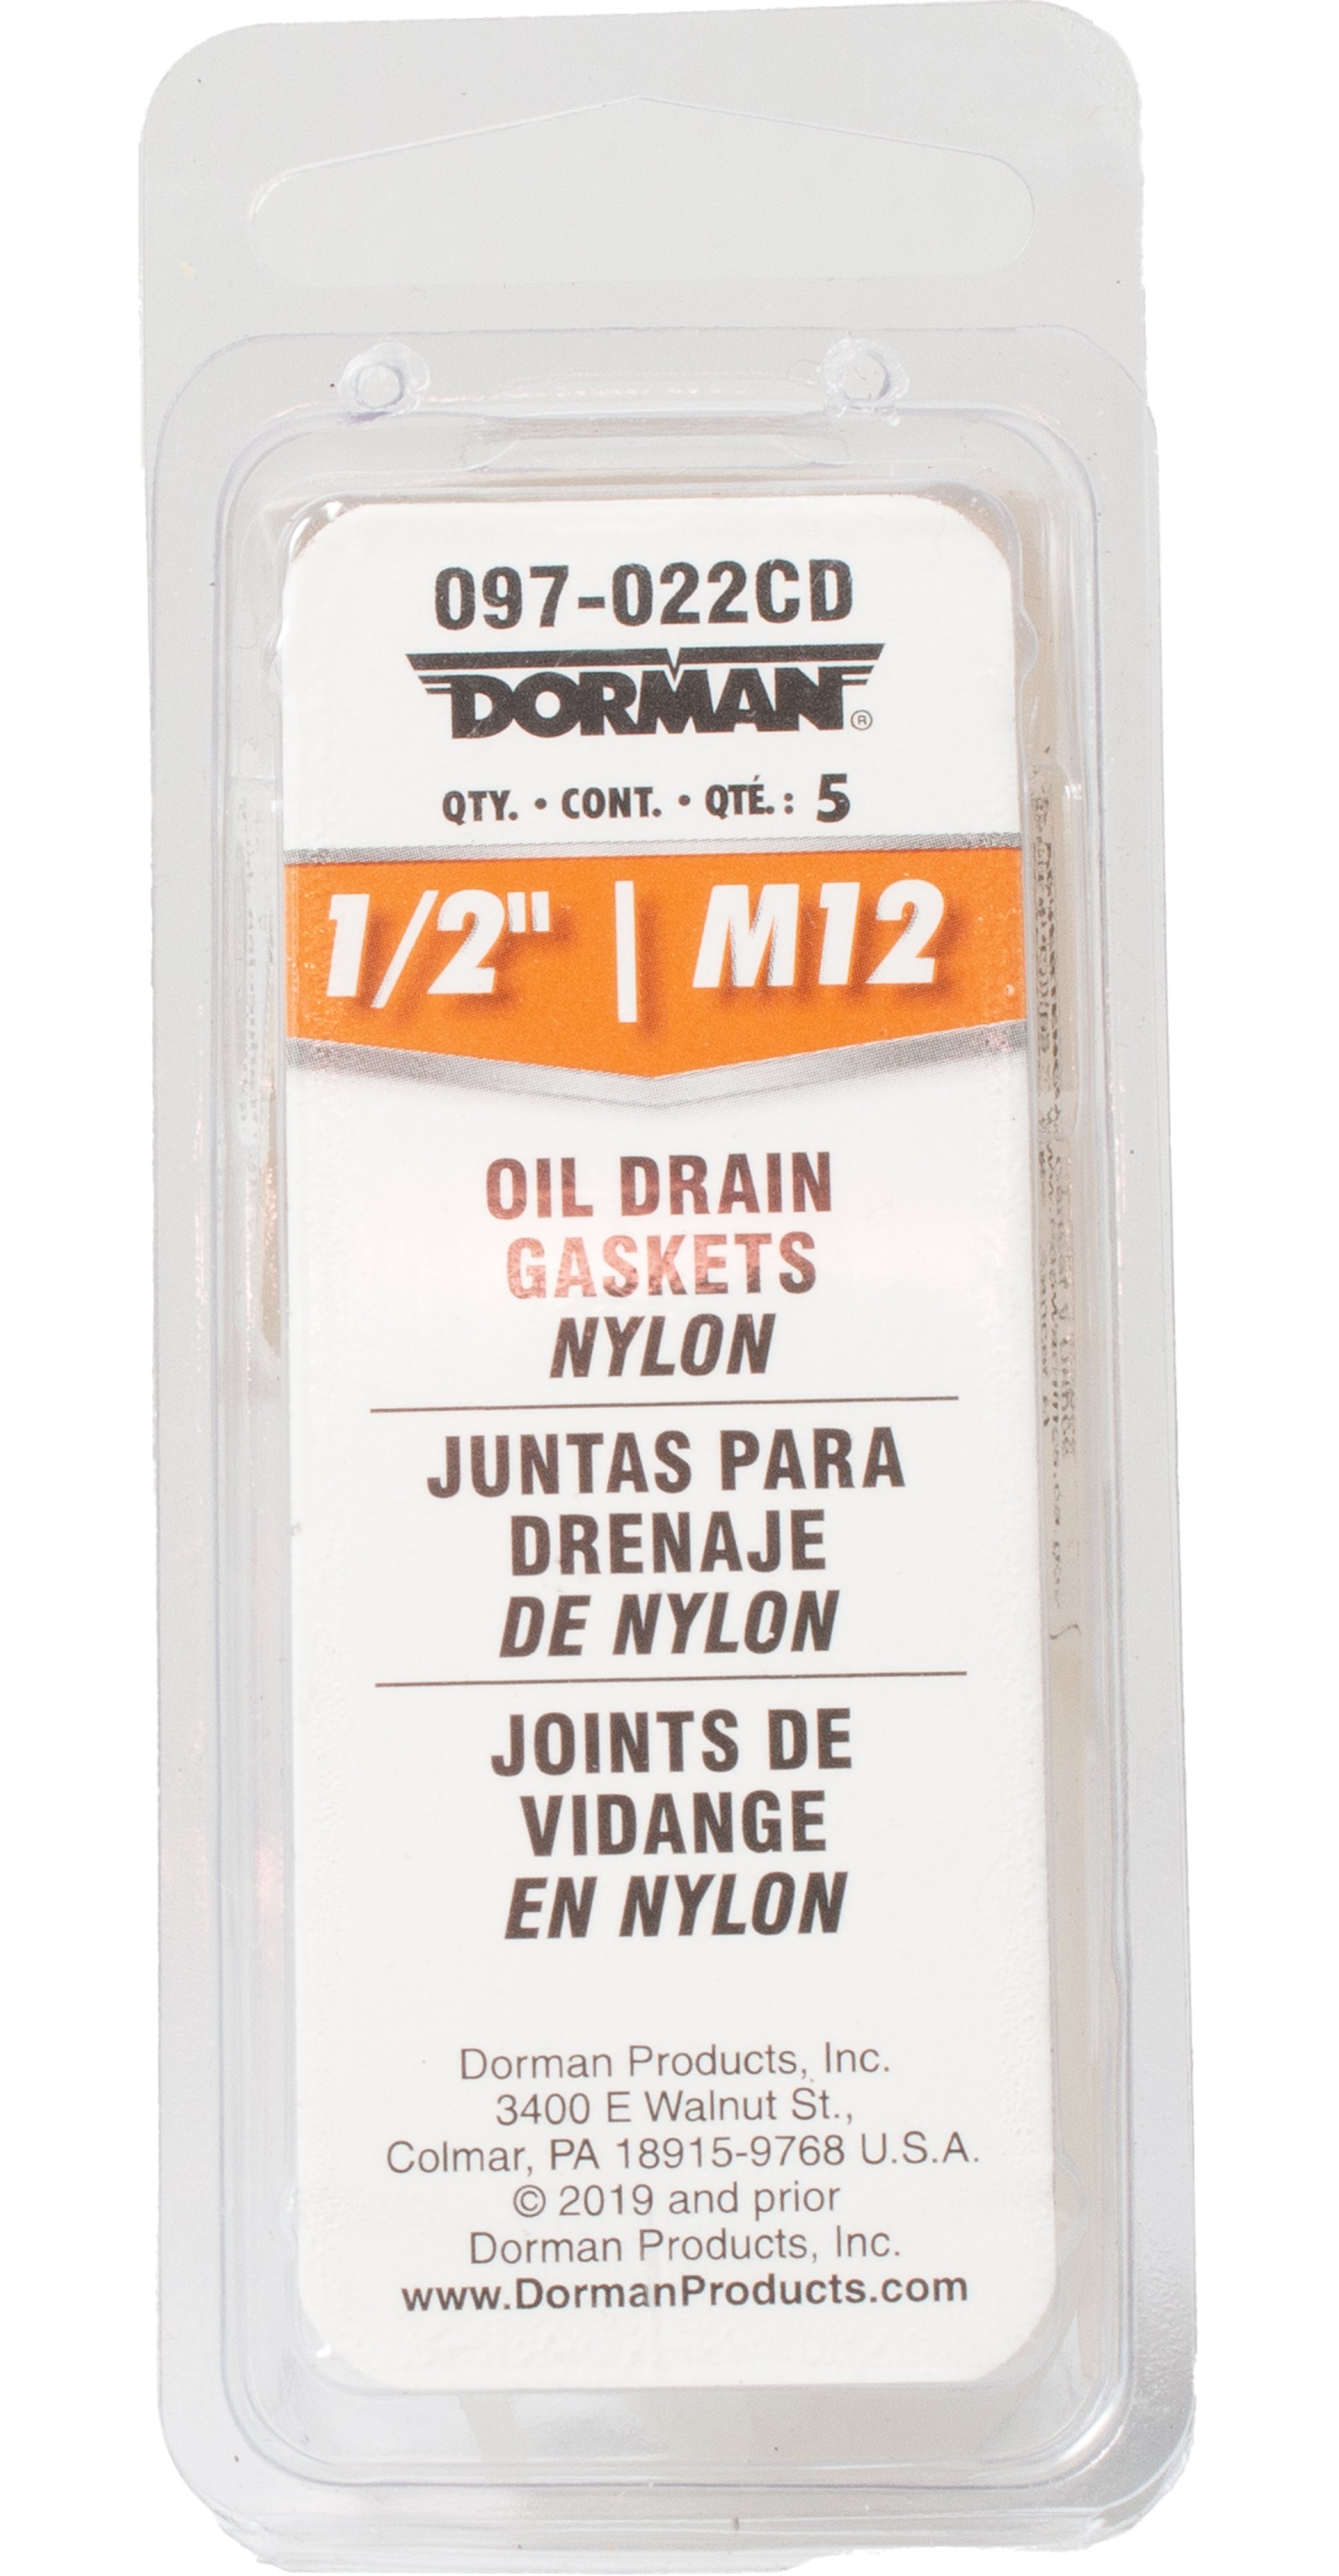 097-022CD
DORMAN®
QTY. • CONT. • QTÉ.: 5
1/2" | M12
OIL DRAIN
GASKETS
NYLON
JUNTAS PARA
DRENAJE
DE NYLON
JOINTS DE
VIDANGE
EN NYLON
Dorman Products, Inc.
3400 E Walnut St.,
Colmar, PA 18915-9768 U.S.A.
© 2019 and prior
Dorman Products, Inc.
www.DormanProducts.com